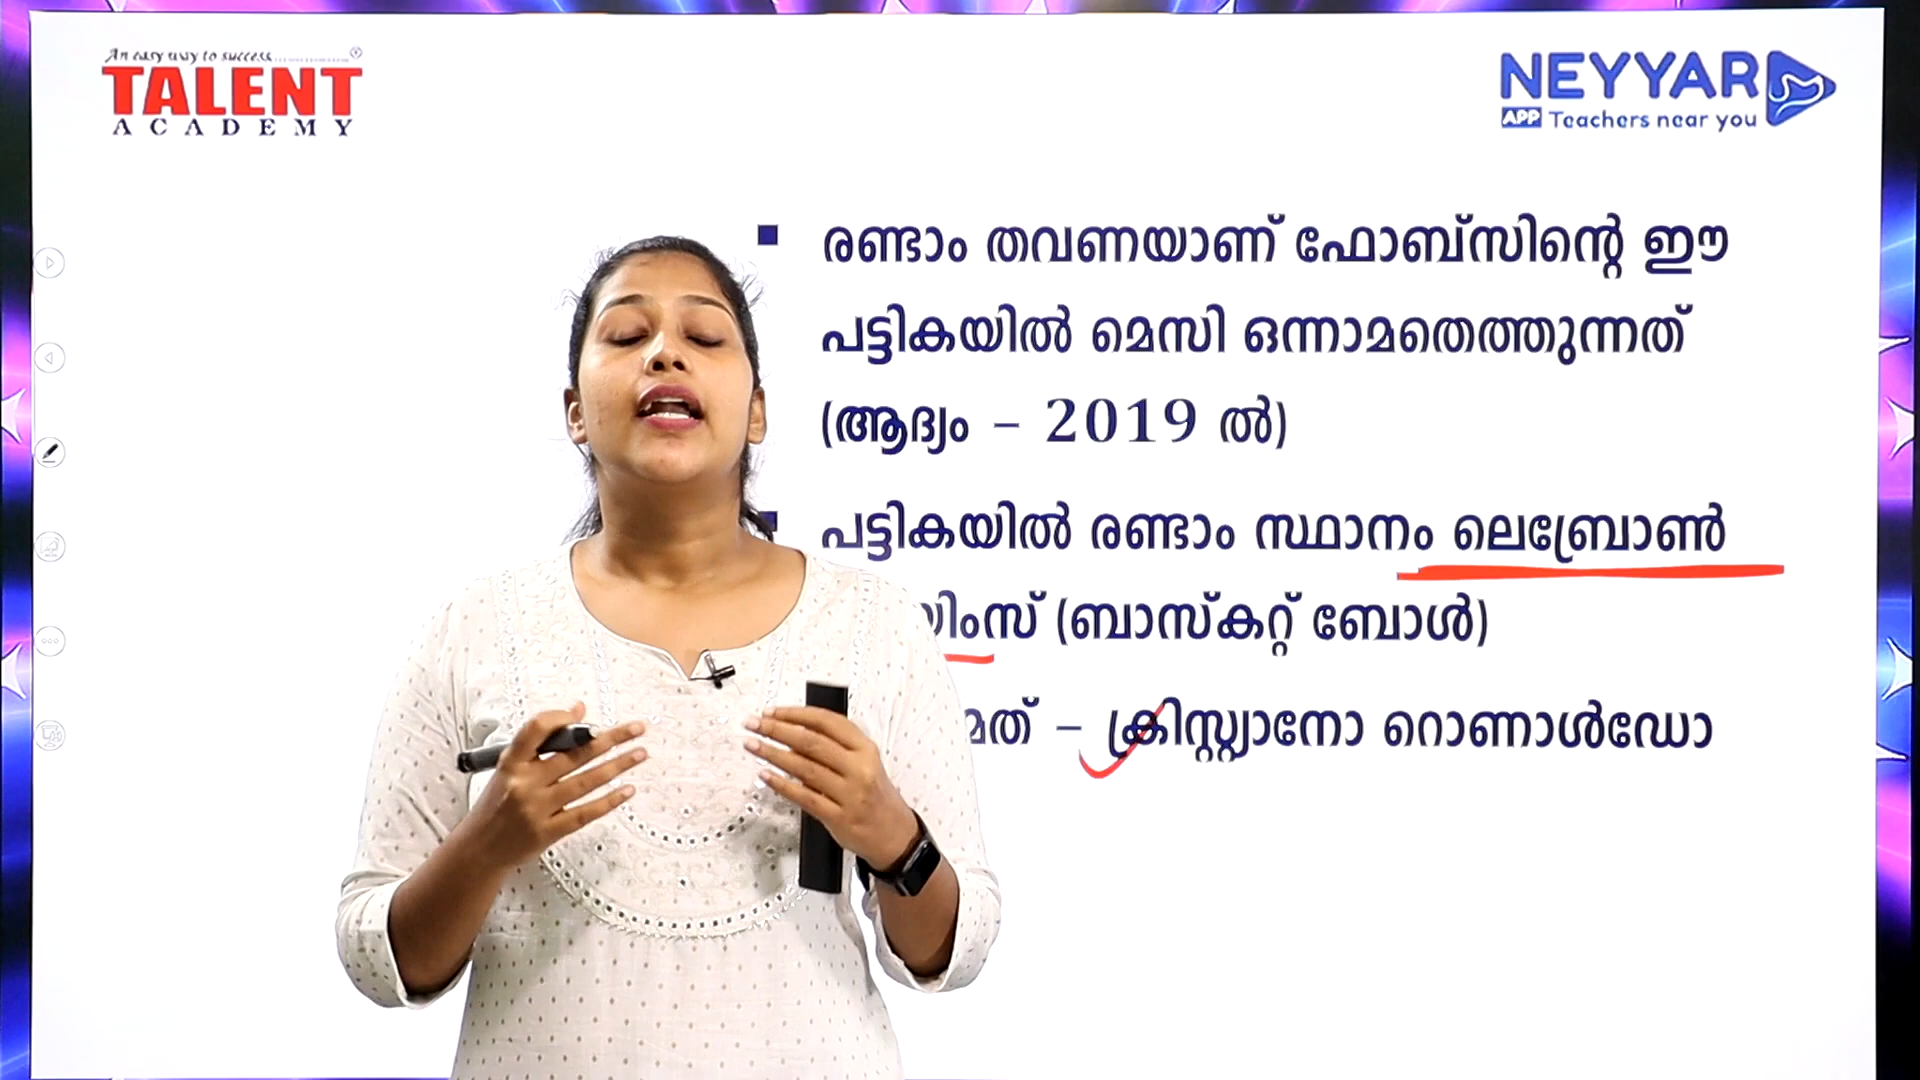 An easy way to success
TALENT
ACADEMY
NEYYAR
APP Teachers near you
രണ്ടാം തവണയാണ് ഫോബ്സിന്റെ ഈ
പട്ടികയിൽ മെസി ഒന്നാമതെത്തുന്നത്
(ആദ്യം – 2019 ൽ)
പട്ടികയിൽ രണ്ടാം സ്ഥാനം ലെബ്രോൺ
(ബാസ്കറ്റ് ബോൾ)
– ക്രിസ്റ്റ്യാനോ റൊണാൾഡോ